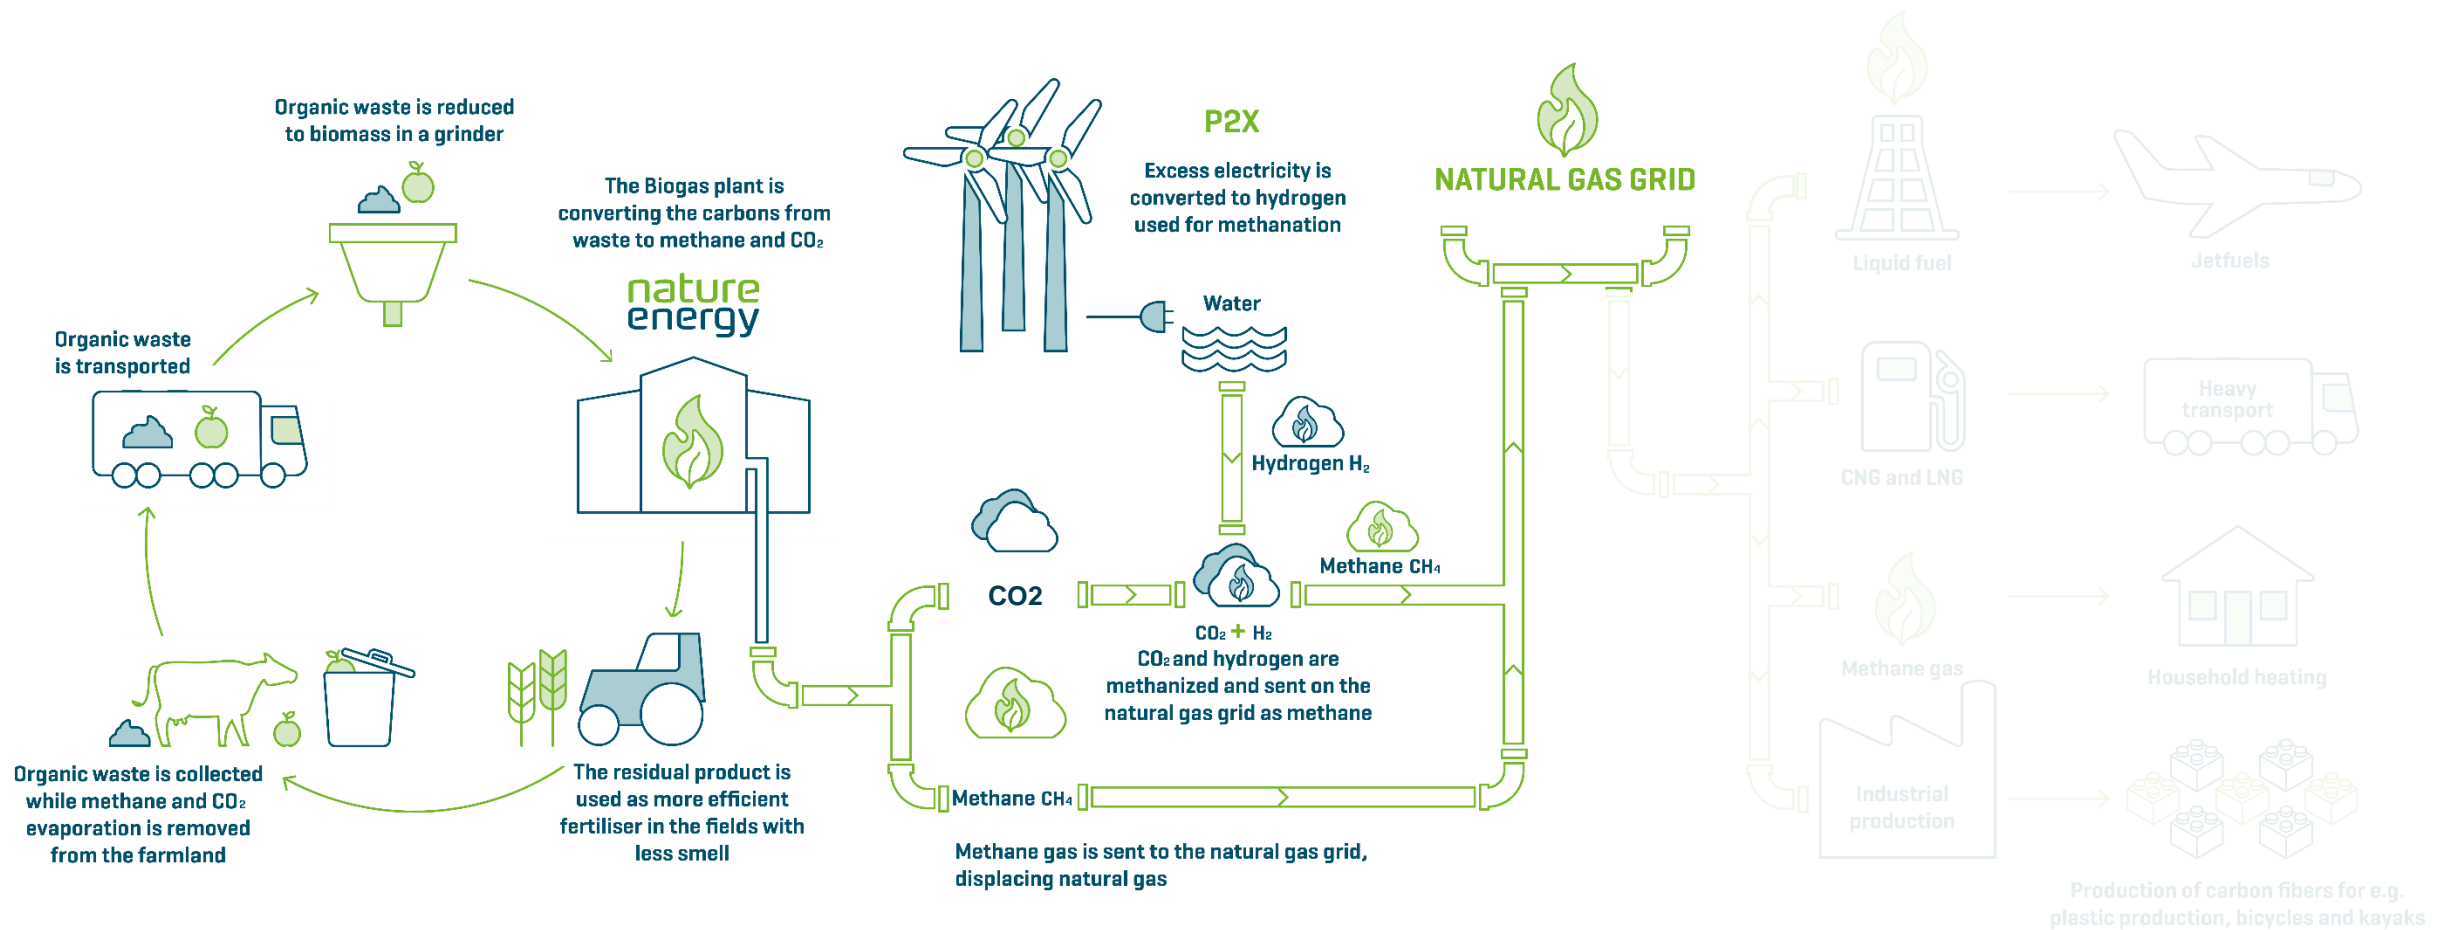 Organic waste is reduced
to biomass in a grinder
Organic waste
is transported
Organic waste is collected
while methane and CO₂
evaporation is removed
from the farmland
The Biogas plant is
converting the carbons from
waste to methane and CO₂
nature
energy
The residual product is
used as more efficient
fertiliser in the fields with
less smell
P2X
Excess electricity is
converted to hydrogen
used for methanation
Water
Hydrogen H₂
CO2
Methane CH₄
CO₂ + H₂
CO₂ and hydrogen are
methanized and sent on the
natural gas grid as methane
Methane CH₄
Methane gas is sent to the natural gas grid,
displacing natural gas
NATURAL GAS GRID
Liquid fuel
Jetfuels
CNG and LNG
Heavy
transport
Methane gas
Household heating
Industrial
production
Production of carbon fibers for e.g.
plastic production, bicycles and kayaks